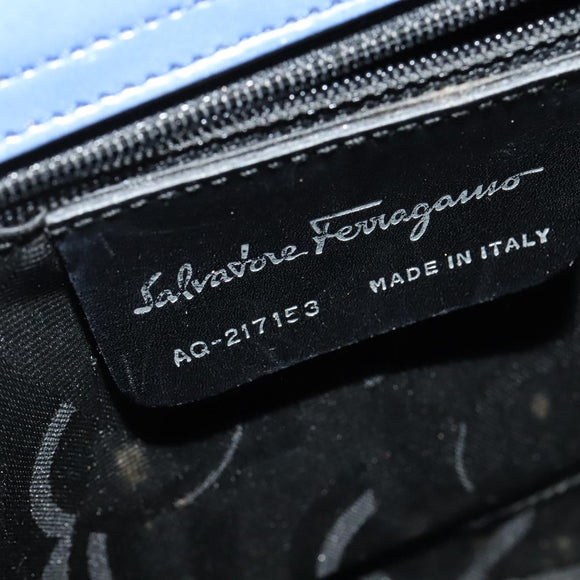 Salvatore Ferragamo
AQ-217153 MADE IN ITALY